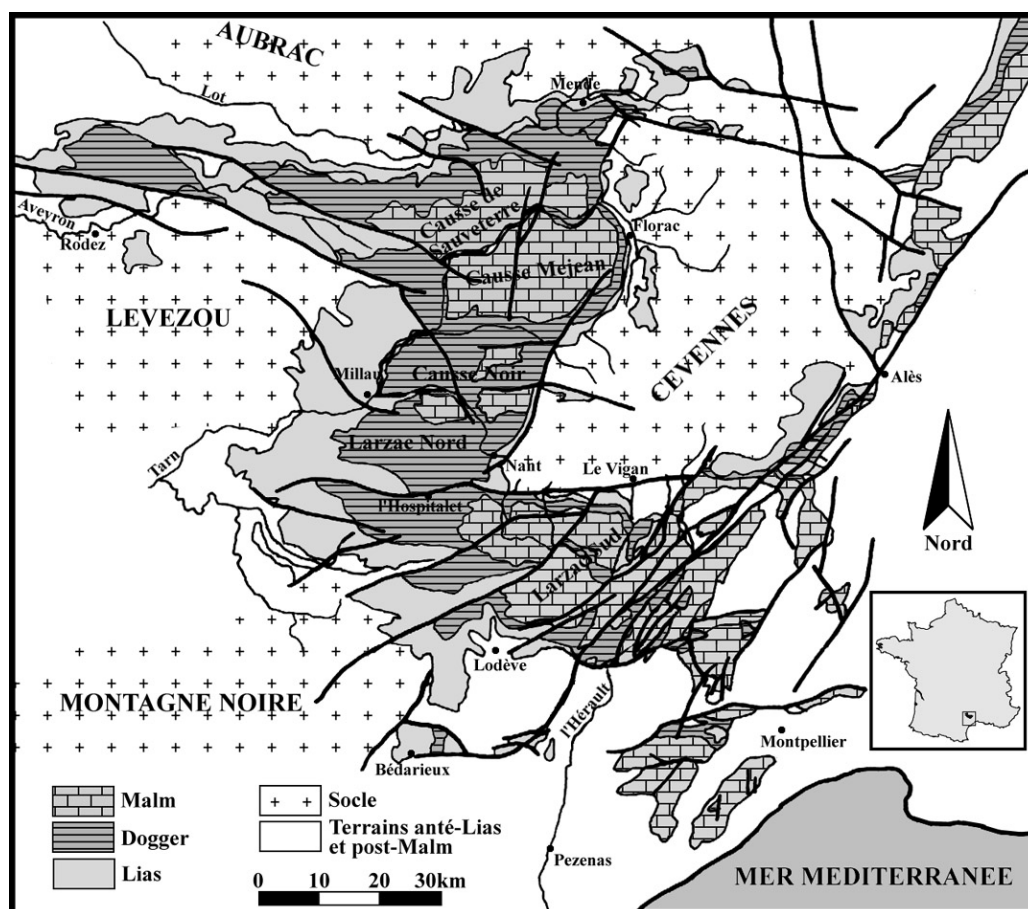 AUBRAC
Lot
Mende
Causse de
Sauveterre
Florac
Aveyron
Rodez
Causse Mejean
LEVEZOU
CEVENNES
Millau
Causse Noir
Alès
Larzac Nord
Tarn
Nant
Le Vigan
l'Hospitalet
Nord
Larzac Sud
Lodève
MONTAGNE NOIRE
l'Hérault
Montpellier
Bédarieux
Malm
Dogger
Lias
Socle
Terrains anté-Lias
et post-Malm
0 10 20 30km
Pezenas
MER MEDITERRANEE